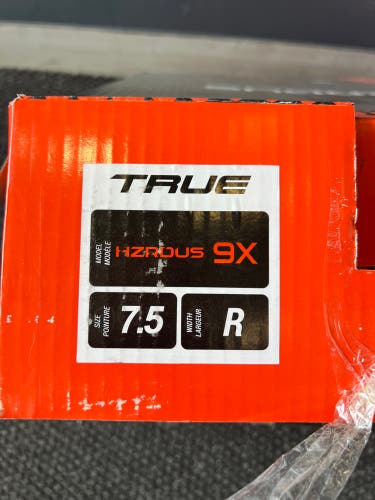 TRUE
MODEL
MODÈLE
HZRDUS 9X
SIZE
POINTURE
7.5
WIDTH
LARGEUR
R